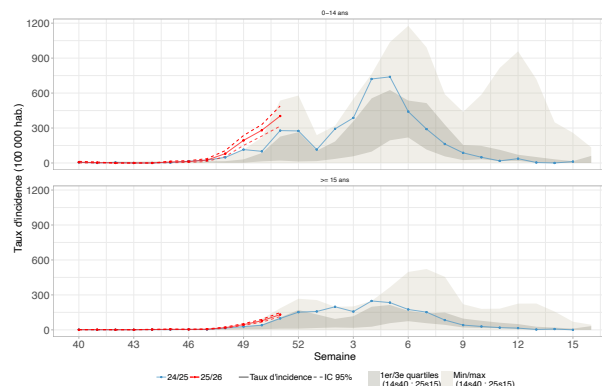 0−14 ans
1200
900
600
300
0
>= 15 ans
1200
900
600
300
0
Taux d'incidence (100 000 hab.)
40 43 46 49 52 3 6 9 12 15
Semaine
24/25 25/26 Taux d'incidence IC 95% 1er/3e quartiles Min/max
(14s40 ; 25s15) (14s40 ; 25s15)